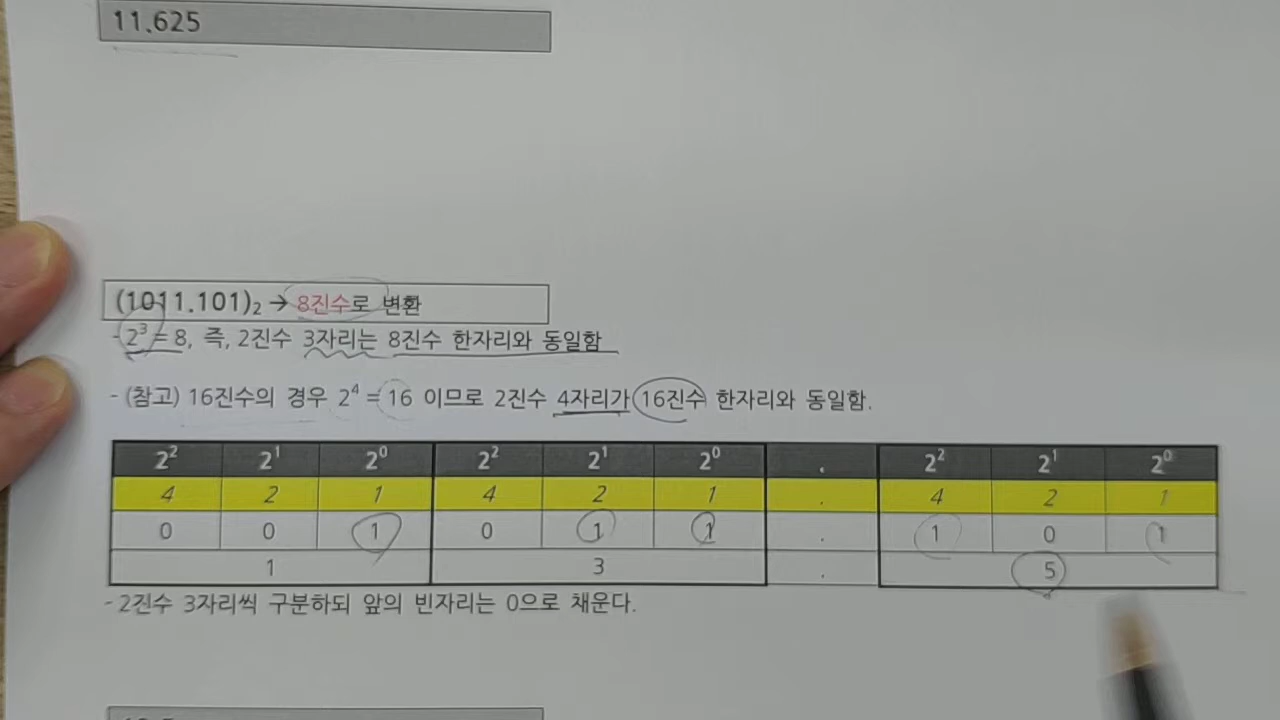 11.625
(1011.101)₂ → 8진수로 변환
- 2³ = 8, 즉, 2진수 3자리는 8진수 한자리와 동일함
- (참고) 16진수의 경우 2⁴ = 16 이므로 2진수 4자리가 16진수 한자리와 동일함.
2² 2¹ 2⁰ 2² 2¹ 2⁰ . 2² 2¹ 2⁰
4 2 1 4 2 1 . 4 2 1
0 0 1 0 1 1 . 1 0 1
1 3 . 5
- 2진수 3자리씩 구분하되 앞의 빈자리는 0으로 채운다.